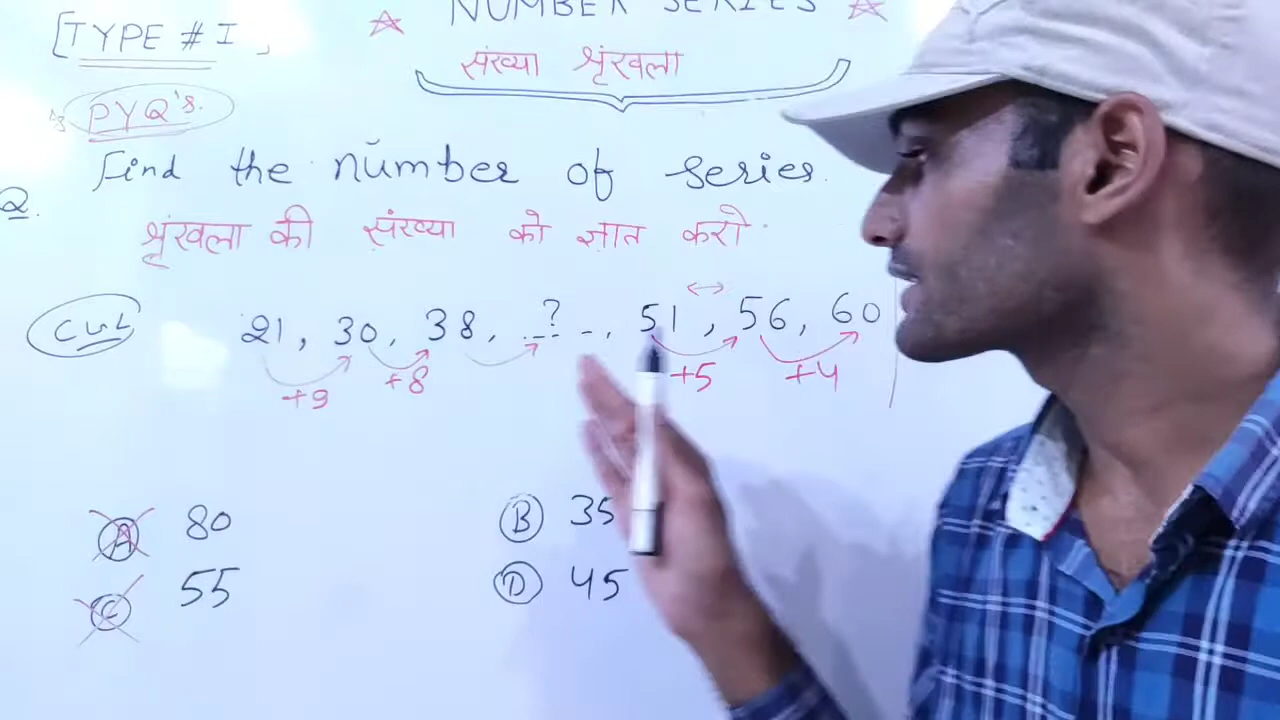 NUMBER SERIES
[TYPE # I]
संख्या श्रृंखला
PYQ's.
Find the number of series.
Q.
श्रृंखला की संख्या को ज्ञात करो.
21, 30, 38, ?, 51, 56, 60
+9 +8 +5 +4
A 80 B 35
C 55 D 45